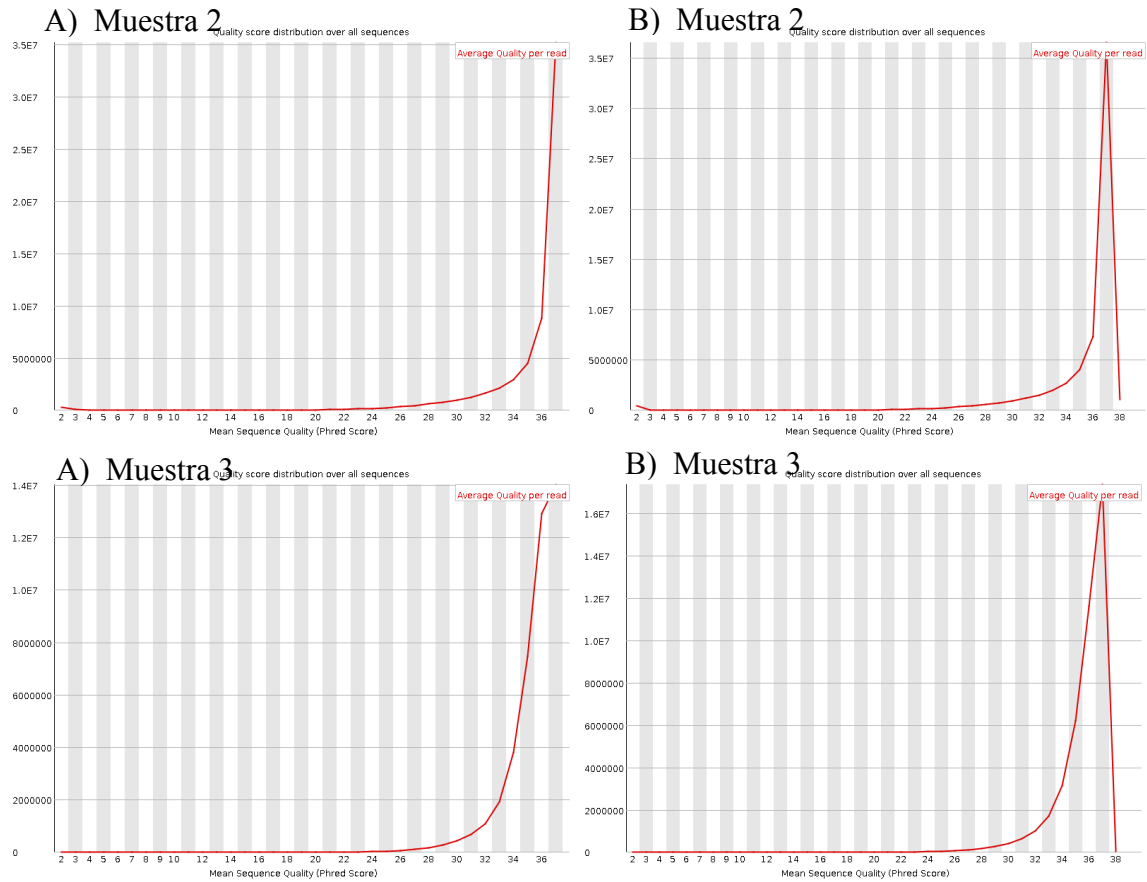 A) Muestra 2
Quality score distribution over all sequences
Average Quality per read
3.5E7
3.0E7
2.5E7
2.0E7
1.5E7
1.0E7
5000000
0
2 3 4 5 6 7 8 9 10 12 14 16 18 20 22 24 26 28 30 32 34 36
Mean Sequence Quality (Phred Score)
B) Muestra 2
Quality score distribution over all sequences
Average Quality per read
3.5E7
3.0E7
2.5E7
2.0E7
1.5E7
1.0E7
5000000
0
2 3 4 5 6 7 8 9 10 12 14 16 18 20 22 24 26 28 30 32 34 36 38
Mean Sequence Quality (Phred Score)
A) Muestra 3
Quality score distribution over all sequences
Average Quality per read
1.4E7
1.2E7
1.0E7
8000000
6000000
4000000
2000000
0
2 3 4 5 6 7 8 9 10 12 14 16 18 20 22 24 26 28 30 32 34 36
Mean Sequence Quality (Phred Score)
B) Muestra 3
Quality score distribution over all sequences
Average Quality per read
1.6E7
1.4E7
1.2E7
1.0E7
8000000
6000000
4000000
2000000
0
2 3 4 5 6 7 8 9 10 12 14 16 18 20 22 24 26 28 30 32 34 36 38
Mean Sequence Quality (Phred Score)